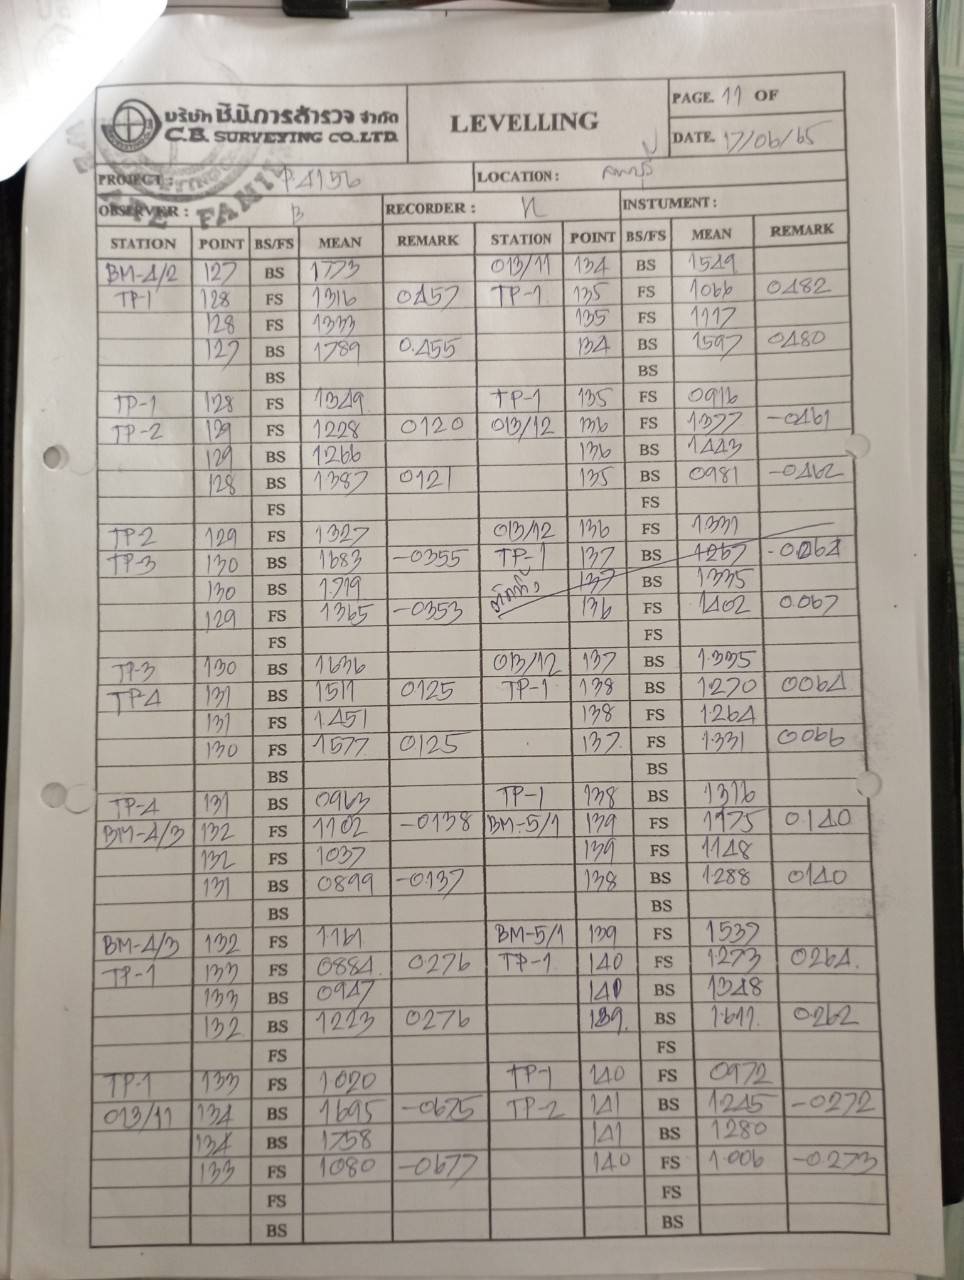 บริษัท ซี.บี.การสำรวจ จำกัด
C.B. SURVEYING CO.,LTD.
LEVELLING
PAGE. 11 OF
DATE. 17/06/65
PROJECT : P4156 LOCATION :
OBSERVER : B RECORDER : N INSTUMENT :
STATION POINT BS/FS MEAN REMARK STATION POINT BS/FS MEAN REMARK
BM-4/2 127 BS 1773 013/11 134 BS 1549
TP-1 128 FS 1316 0457 TP-1 135 FS 1066 0482
128 FS 1333 135 FS 1117
127 BS 1789 0.455 134 BS 1597 0480
BS BS
TP-1 128 FS 1349 TP-1 135 FS 0916
TP-2 129 FS 1228 0120 013/12 136 FS 1377 -0461
129 BS 1266 136 BS 1443
128 BS 1387 0121 135 BS 0981 -0462
FS FS
TP-2 129 FS 1327 013/12 136 FS 1331
TP-3 130 BS 1683 -0355 TP-1 137 BS 1267 -0064
130 BS 1719 137 BS 1335
129 FS 1365 -0353 136 FS 1402 0.067
FS FS
TP-3 130 BS 1636 013/12 137 BS 1.335
TP-4 131 BS 1511 0125 TP-1 138 BS 1270 0064
131 FS 1.451 138 FS 1.264
130 FS 1577 0125 137 FS 1.331 0066
BS BS
TP-4 131 BS 0963 TP-1 138 BS 1316
BM-4/3 132 FS 1102 -0138 BM-5/1 139 FS 1175 0140
132 FS 1037 139 FS 1148
131 BS 0899 -0137 138 BS 1288 0140
BS BS
BM-4/3 132 FS 1161 BM-5/1 139 FS 1537
TP-1 133 FS 0884 0276 TP-1 140 FS 1.273 0264
133 BS 0947 140 BS 1348
132 BS 1223 0276 139 BS 1.611 0.262
FS FS
TP-1 133 FS 1020 TP-1 140 FS 0972
013/11 134 BS 1695 -0675 TP-2 141 BS 1245 -0272
134 BS 1758 141 BS 1280
133 FS 1080 -0677 140 FS 1.006 -0.273
FS FS
BS BS